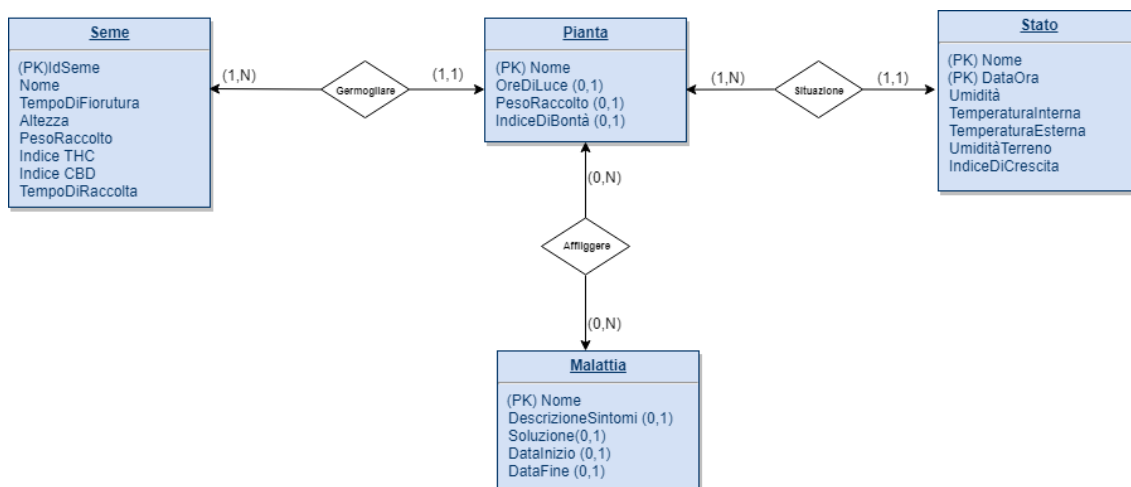 Seme
(PK)IdSeme
Nome
TempoDiFiorutura
Altezza
PesoRaccolto
Indice THC
Indice CBD
TempoDiRaccolta
(1,N)
Germogliare
(1,1)
Pianta
(PK) Nome
OreDiLuce (0,1)
PesoRaccolto (0,1)
IndiceDiBontà (0,1)
(1,N)
Situazione
(1,1)
Stato
(PK) Nome
(PK) DataOra
Umidità
TemperaturaInterna
TemperaturaEsterna
UmiditàTerreno
IndiceDiCrescita
(0,N)
Affliggere
(0,N)
Malattia
(PK) Nome
DescrizioneSintomi (0,1)
Soluzione(0,1)
DataInizio (0,1)
DataFine (0,1)